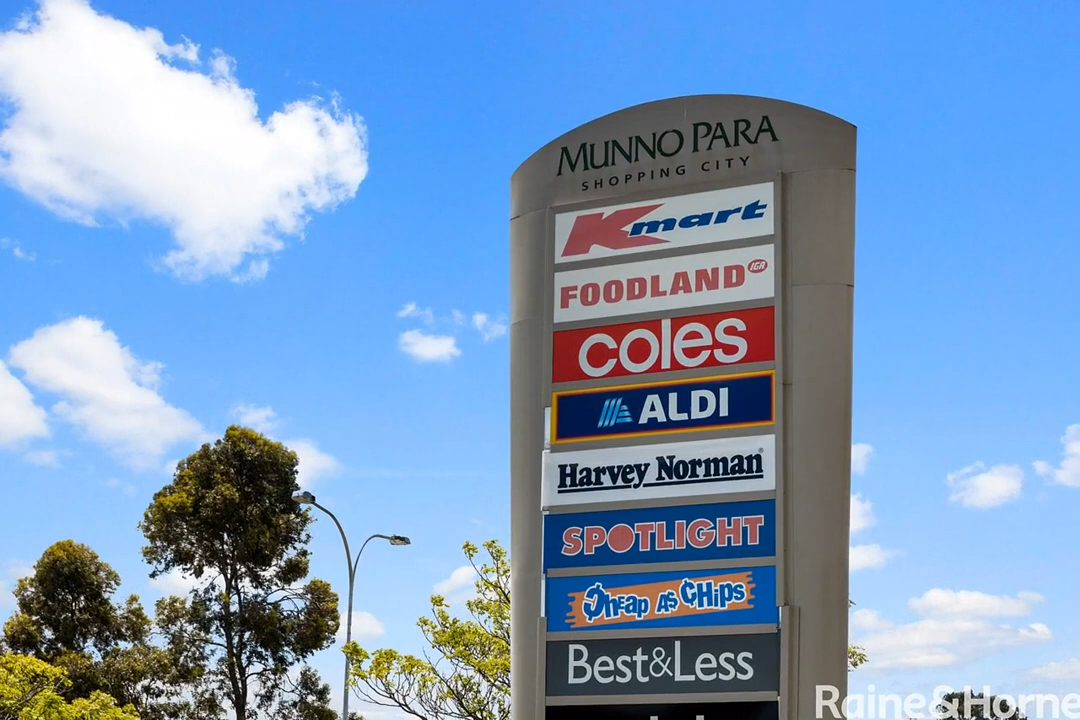 MUNNO PARA
SHOPPING CITY
Kmart
FOODLAND IGA
coles
ALDI
Harvey Norman
SPOTLIGHT
Cheap AS CHips
Best&Less
Raine&Horne